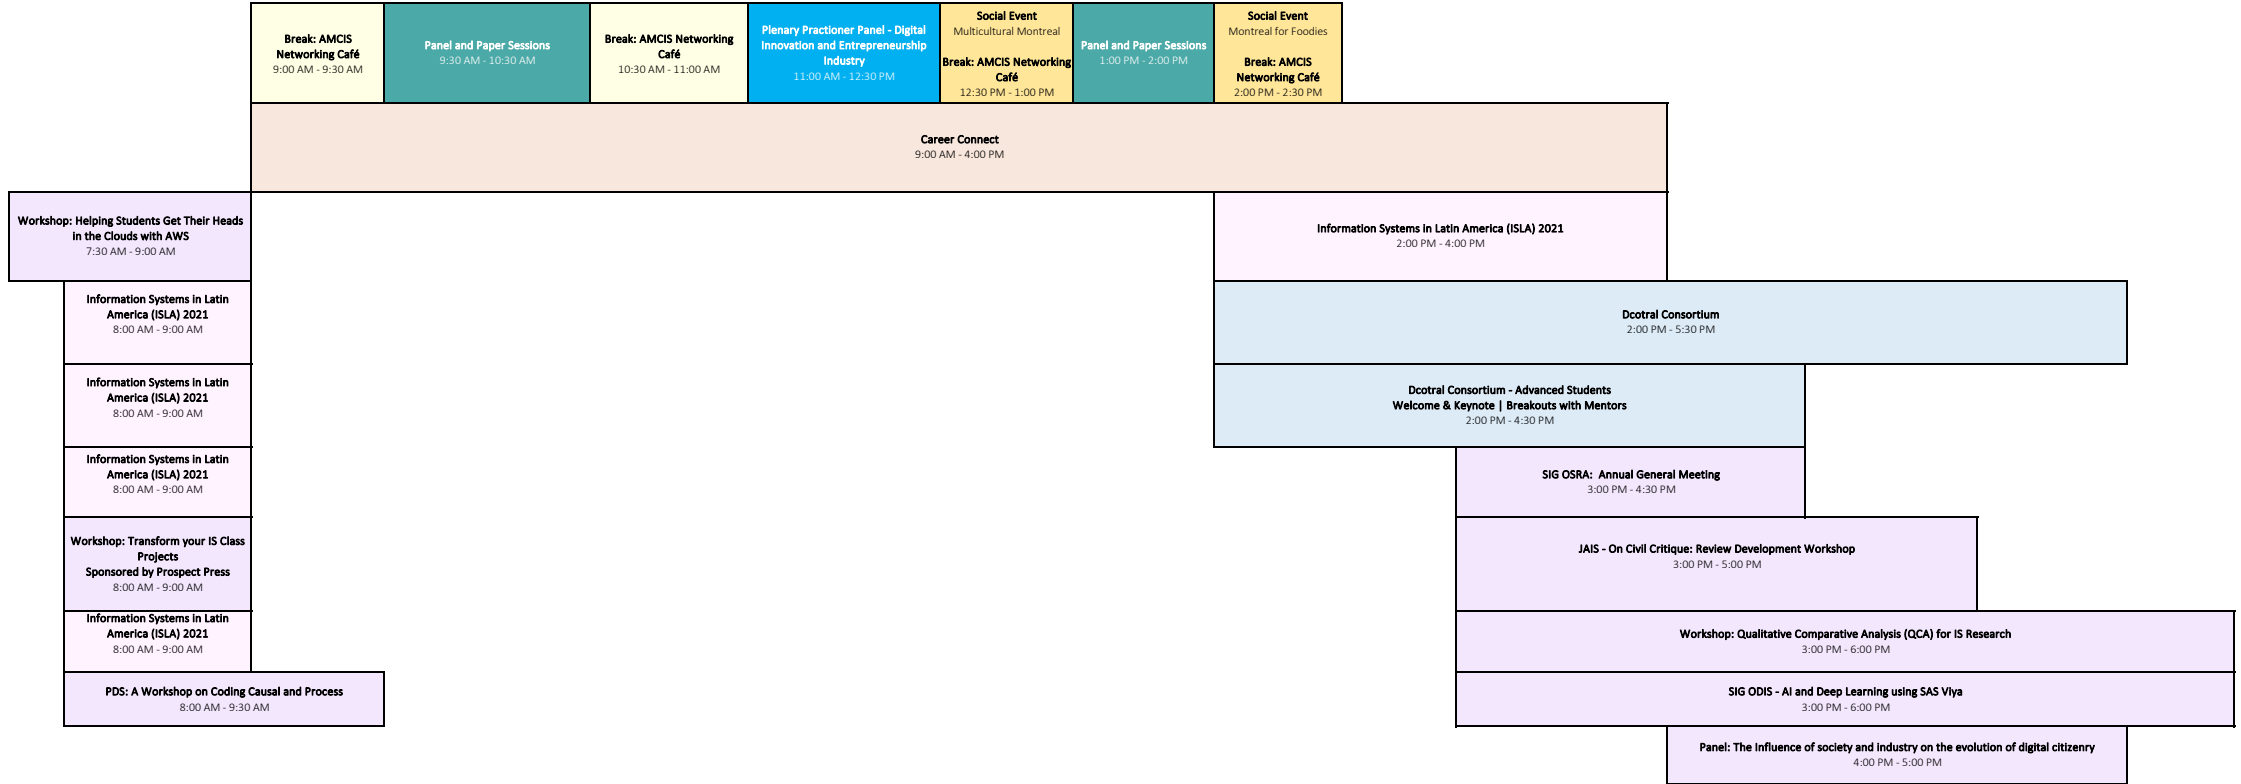 Break: AMCIS
Networking Café
9:00 AM - 9:30 AM
Panel and Paper Sessions
9:30 AM - 10:30 AM
Break: AMCIS Networking
Café
10:30 AM - 11:00 AM
Plenary Practioner Panel - Digital
Innovation and Entrepreneurship
Industry
11:00 AM - 12:30 PM
Social Event
Multicultural Montreal
Break: AMCIS Networking
Café
12:30 PM - 1:00 PM
Panel and Paper Sessions
1:00 PM - 2:00 PM
Social Event
Montreal for Foodies
Break: AMCIS
Networking Café
2:00 PM - 2:30 PM
Career Connect
9:00 AM - 4:00 PM
Workshop: Helping Students Get Their Heads
in the Clouds with AWS
7:30 AM - 9:00 AM
Information Systems in Latin America (ISLA) 2021
2:00 PM - 4:00 PM
Information Systems in Latin
America (ISLA) 2021
8:00 AM - 9:00 AM
Dcotral Consortium
2:00 PM - 5:30 PM
Information Systems in Latin
America (ISLA) 2021
8:00 AM - 9:00 AM
Dcotral Consortium - Advanced Students
Welcome & Keynote | Breakouts with Mentors
2:00 PM - 4:30 PM
Information Systems in Latin
America (ISLA) 2021
8:00 AM - 9:00 AM
SIG OSRA: Annual General Meeting
3:00 PM - 4:30 PM
Workshop: Transform your IS Class
Projects
Sponsored by Prospect Press
8:00 AM - 9:00 AM
JAIS - On Civil Critique: Review Development Workshop
3:00 PM - 5:00 PM
Information Systems in Latin
America (ISLA) 2021
8:00 AM - 9:00 AM
Workshop: Qualitative Comparative Analysis (QCA) for IS Research
3:00 PM - 6:00 PM
PDS: A Workshop on Coding Causal and Process
8:00 AM - 9:30 AM
SIG ODIS - AI and Deep Learning using SAS Viya
3:00 PM - 6:00 PM
Panel: The Influence of society and industry on the evolution of digital citizenry
4:00 PM - 5:00 PM